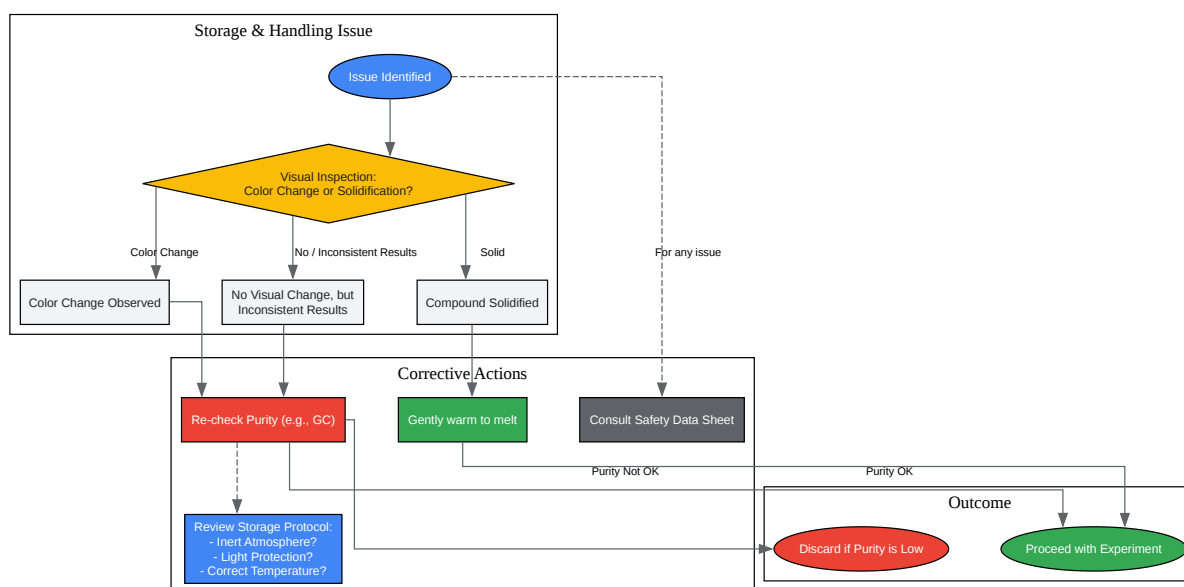 Storage & Handling Issue
Issue Identified
Visual Inspection:
Color Change or Solidification?
Color Change
No / Inconsistent Results
Solid
For any issue
Color Change Observed
No Visual Change, but
Inconsistent Results
Compound Solidified
Corrective Actions
Re-check Purity (e.g., GC)
Gently warm to melt
Consult Safety Data Sheet
Purity Not OK
Purity OK
Outcome
Review Storage Protocol:
- Inert Atmosphere?
- Light Protection?
- Correct Temperature?
Discard if Purity is Low
Proceed with Experiment